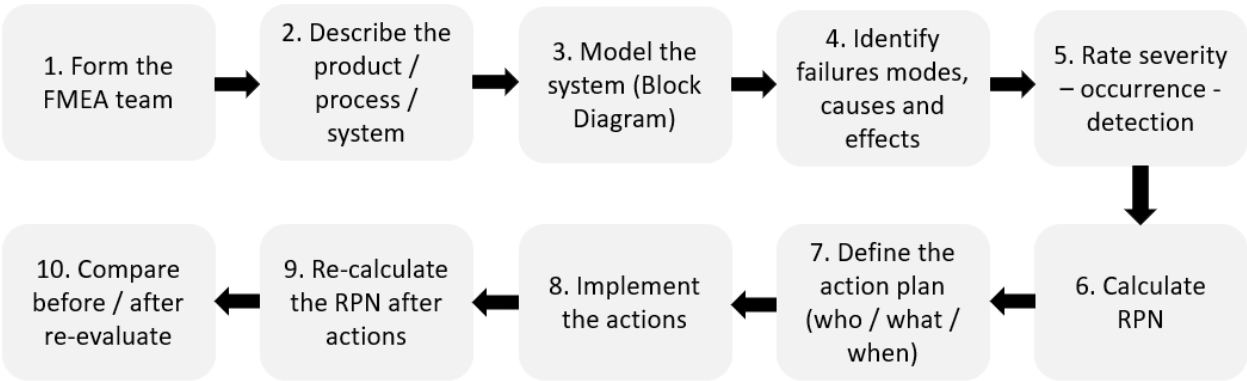 1. Form the
FMEA team
2. Describe the
product /
process /
system
3. Model the
system (Block
Diagram)
4. Identify
failures modes,
causes and
effects
5. Rate severity
– occurrence -
detection
6. Calculate
RPN
7. Define the
action plan
(who / what /
when)
8. Implement
the actions
9. Re-calculate
the RPN after
actions
10. Compare
before / after
re-evaluate